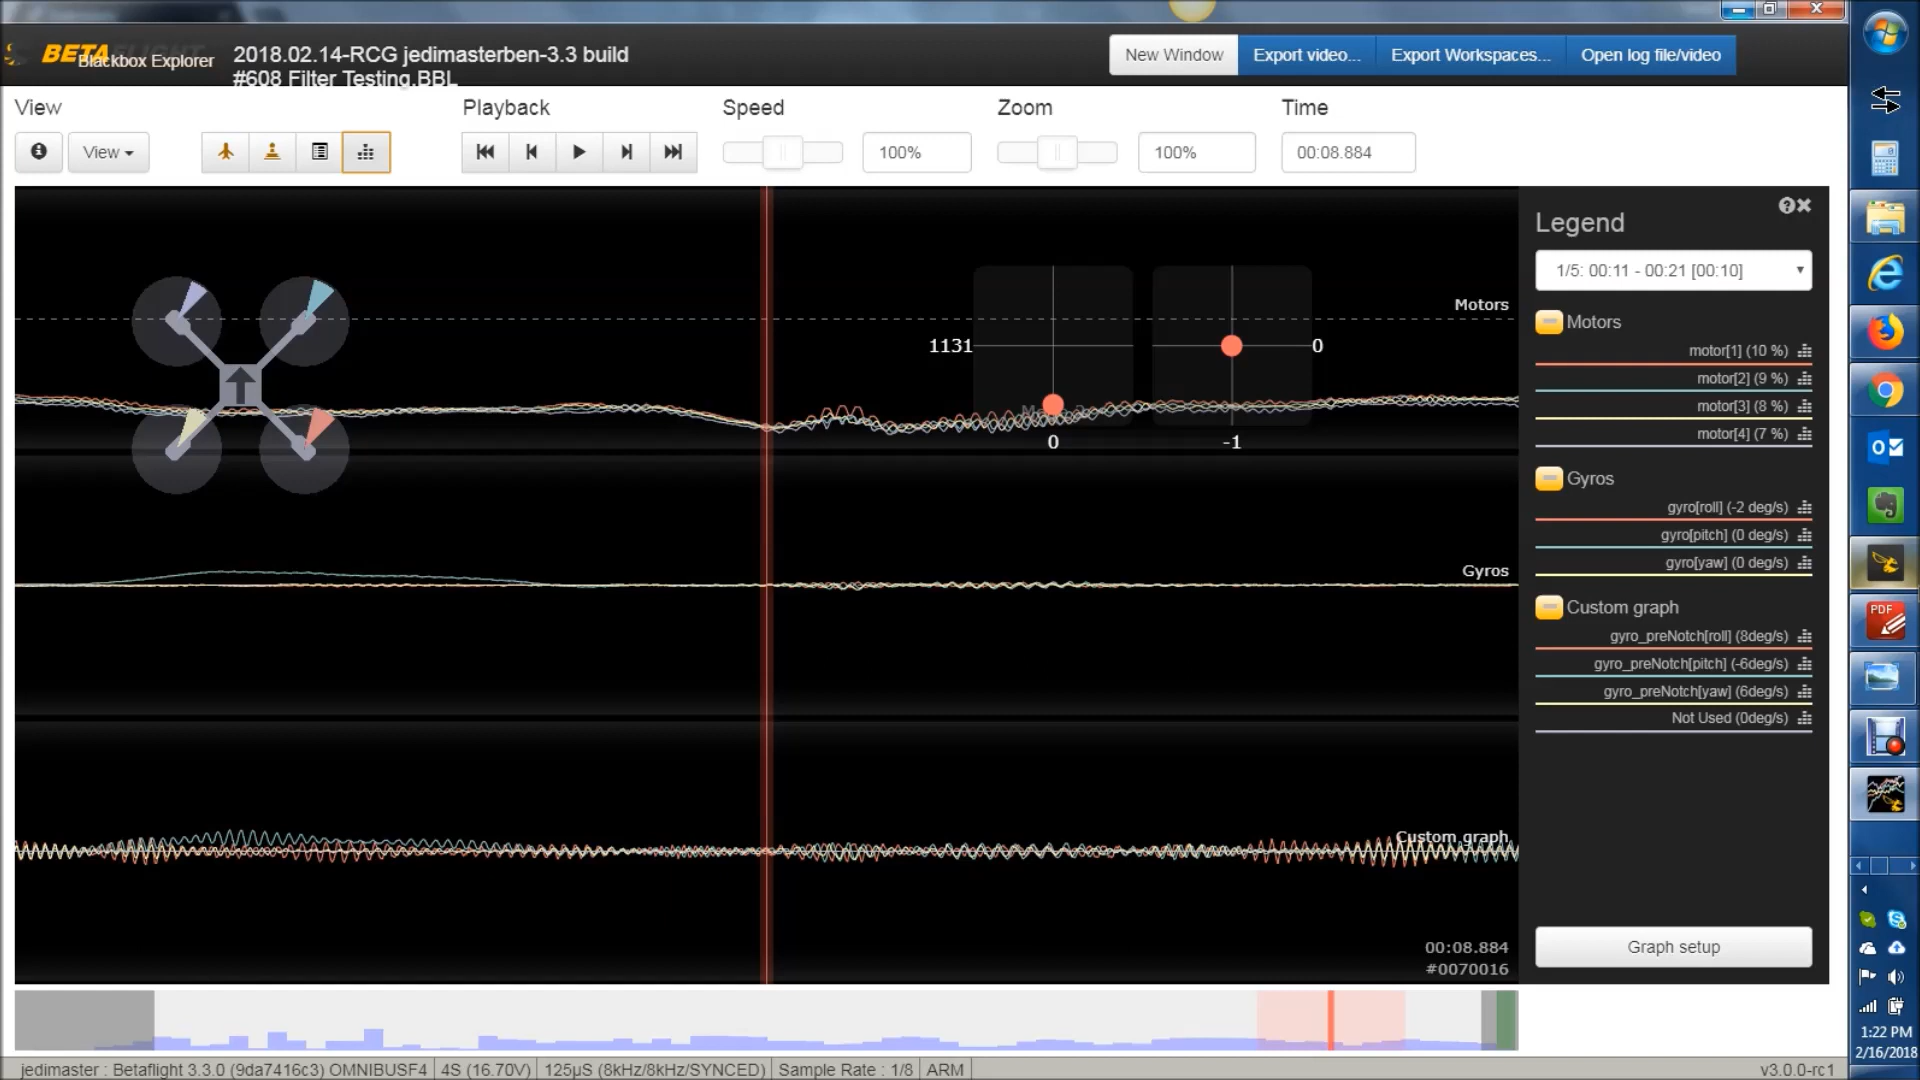 BETAFLIGHT
Blackbox Explorer
2018.02.14-RCG jedimasterben-3.3 build
#608 Filter Testing.BBL
New Window
Export video...
Export Workspaces...
Open log file/video
View
Playback
Speed
Zoom
Time
View
100%
100%
00:08.884
Legend
1/5: 00:11 - 00:21 [00:10]
Motors
Motors
motor[1] (10 %)
motor[2] (9 %)
motor[3] (8 %)
motor[4] (7 %)
1131
0
0
-1
Gyros
gyro[roll] (-2 deg/s)
gyro[pitch] (0 deg/s)
gyro[yaw] (0 deg/s)
Gyros
Custom graph
gyro_preNotch[roll] (8deg/s)
gyro_preNotch[pitch] (-6deg/s)
gyro_preNotch[yaw] (6deg/s)
Not Used (0deg/s)
Custom graph
00:08.884
#0070016
Graph setup
PDF
1:22 PM
2/16/2018
jedimaster : Betaflight 3.3.0 (9da7416c3) OMNIBUSF4
4S (16.70V)
125µS (8kHz/8kHz/SYNCED)
Sample Rate : 1/8
ARM
v3.0.0-rc1